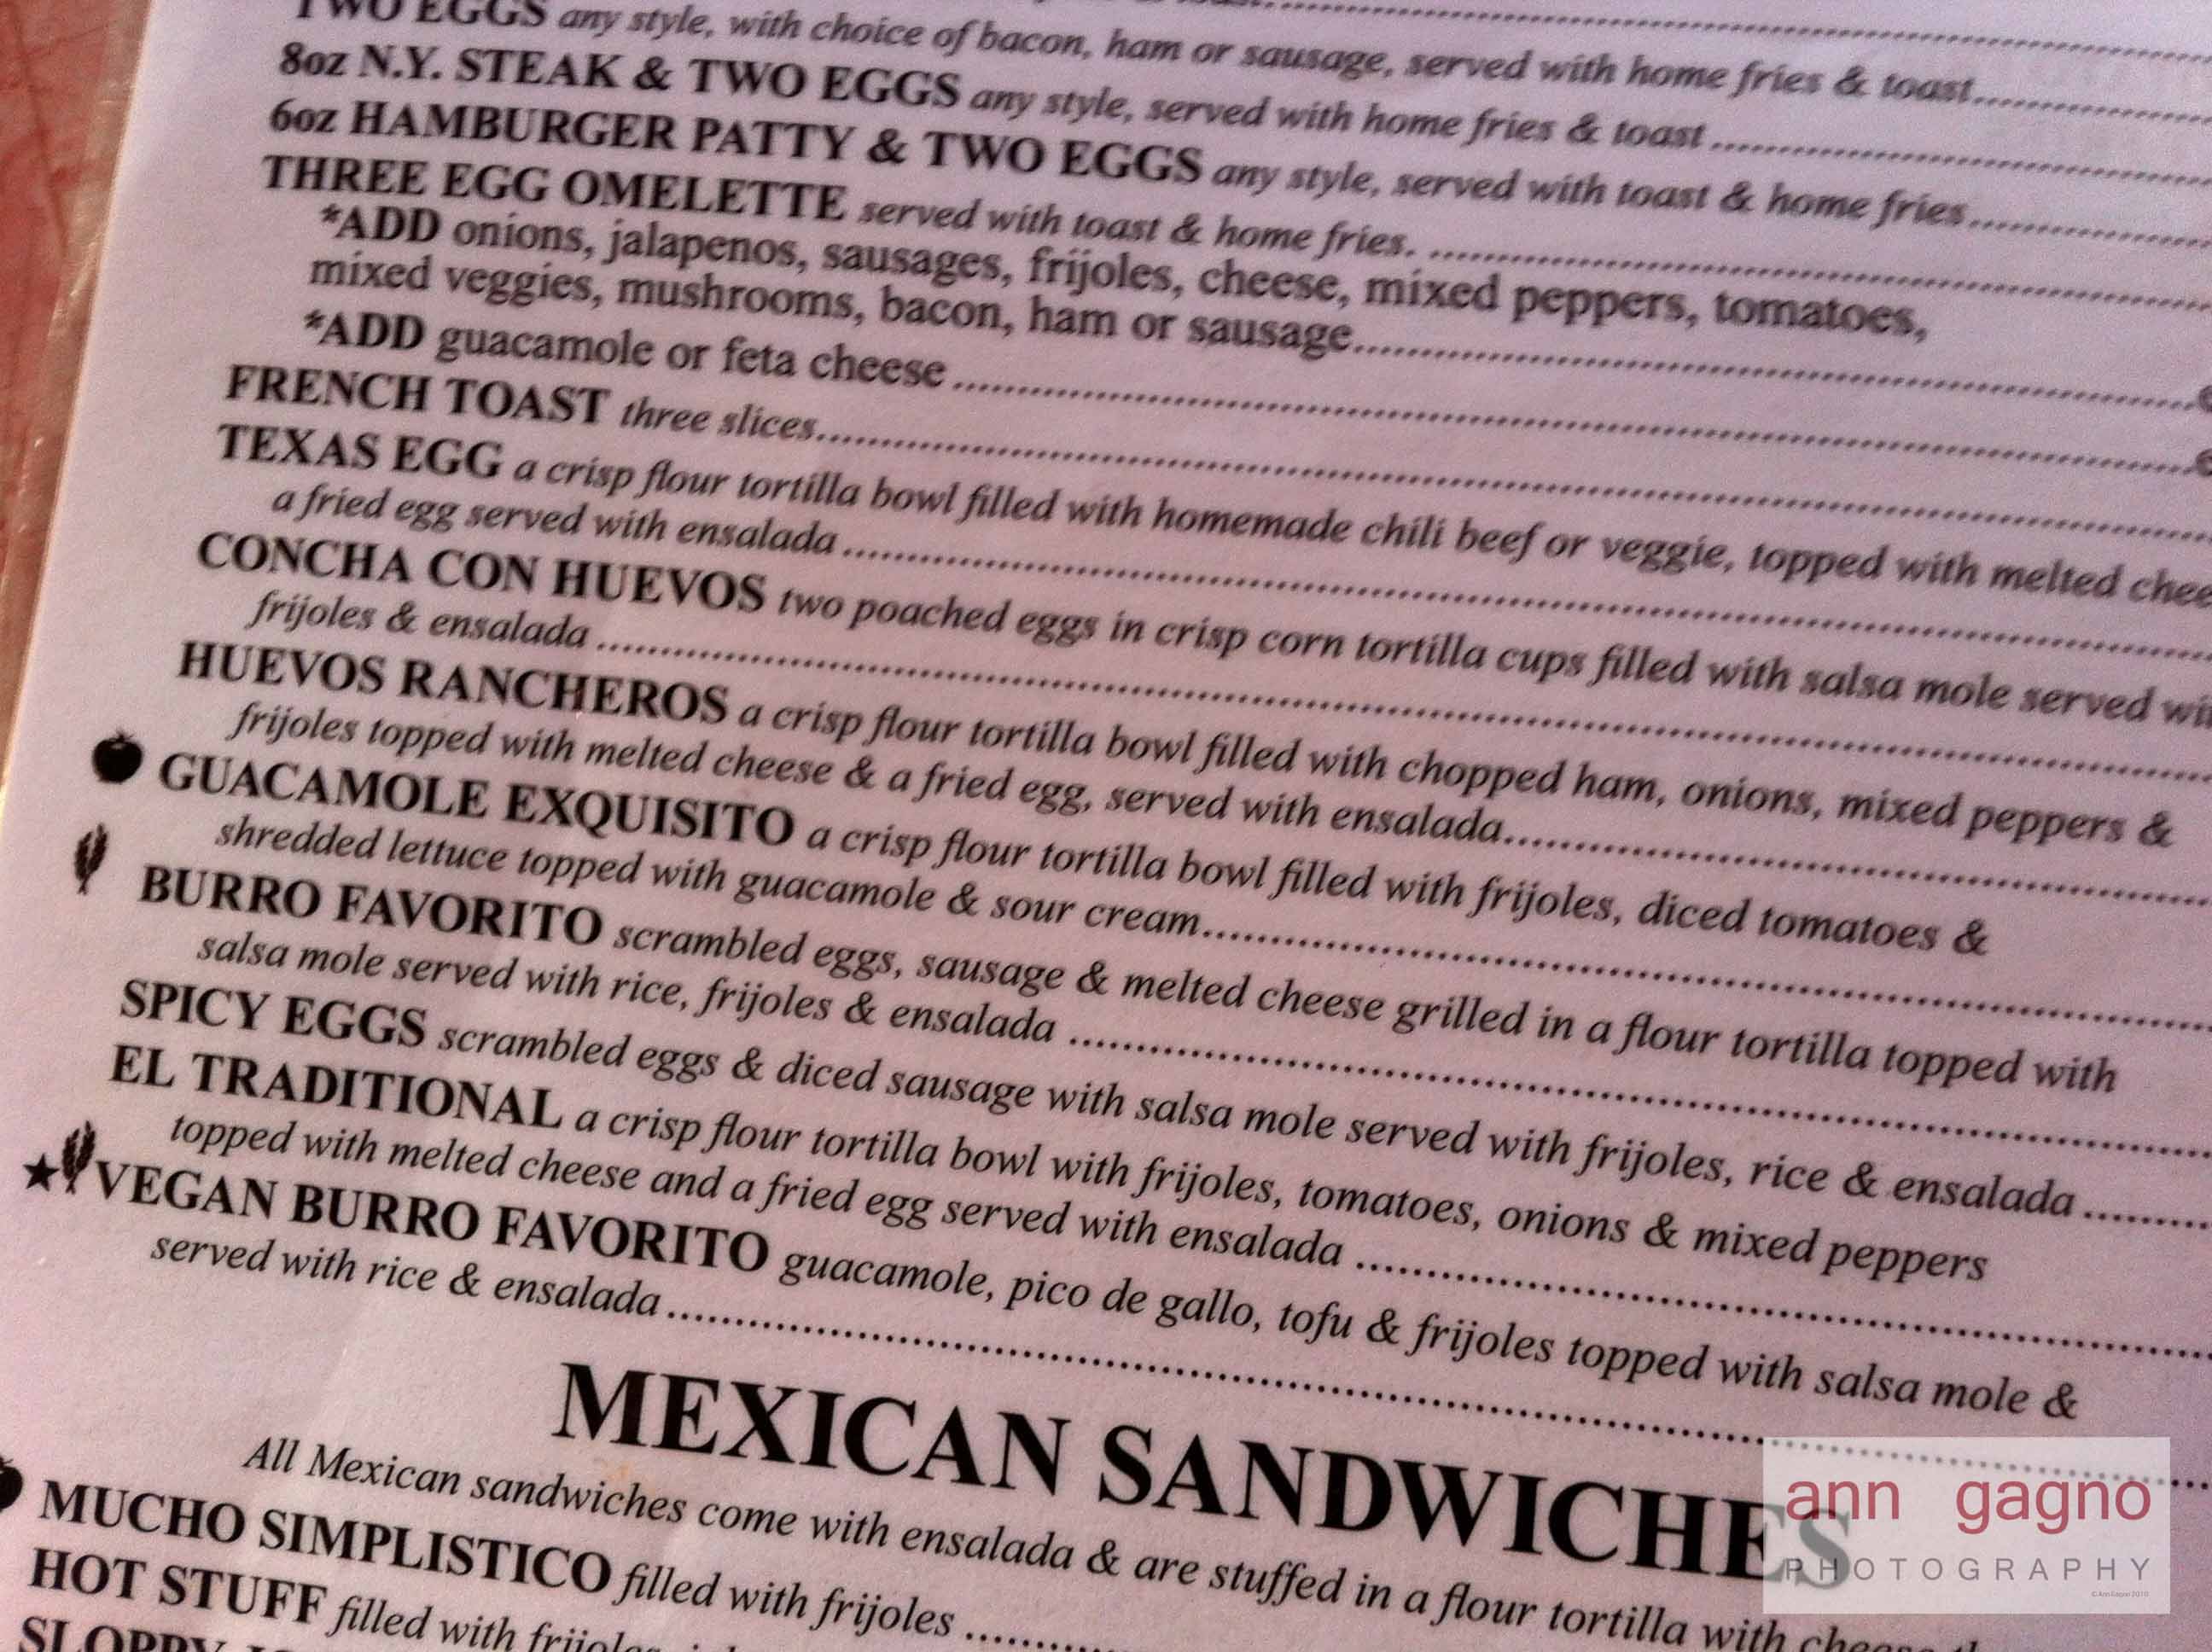 TWO EGGS any style, with choice of bacon, ham or sausage, served with home fries & toast
8oz N.Y. STEAK & TWO EGGS any style, served with home fries & toast
6oz HAMBURGER PATTY & TWO EGGS any style, served with toast & home fries
THREE EGG OMELETTE served with toast & home fries.
*ADD onions, jalapenos, sausages, frijoles, cheese, mixed peppers, tomatoes,
mixed veggies, mushrooms, bacon, ham or sausage
*ADD guacamole or feta cheese
FRENCH TOAST three slices
TEXAS EGG a crisp flour tortilla bowl filled with homemade chili beef or veggie, topped with melted chee
a fried egg served with ensalada
CONCHA CON HUEVOS two poached eggs in crisp corn tortilla cups filled with salsa mole served wi
frijoles & ensalada
HUEVOS RANCHEROS a crisp flour tortilla bowl filled with chopped ham, onions, mixed peppers &
frijoles topped with melted cheese & a fried egg, served with ensalada
GUACAMOLE EXQUISITO a crisp flour tortilla bowl filled with frijoles, diced tomatoes &
shredded lettuce topped with guacamole & sour cream
BURRO FAVORITO scrambled eggs, sausage & melted cheese grilled in a flour tortilla topped with
salsa mole served with rice, frijoles & ensalada
SPICY EGGS scrambled eggs & diced sausage with salsa mole served with frijoles, rice & ensalada
EL TRADITIONAL a crisp flour tortilla bowl with frijoles, tomatoes, onions & mixed peppers
topped with melted cheese and a fried egg served with ensalada
VEGAN BURRO FAVORITO guacamole, pico de gallo, tofu & frijoles topped with salsa mole &
served with rice & ensalada
MEXICAN SANDWICHES
All Mexican sandwiches come with ensalada & are stuffed in a flour tortilla with cheese
MUCHO SIMPLISTICO filled with frijoles
HOT STUFF filled with frijoles
SLOPPY
ann gagno
PHOTOGRAPHY